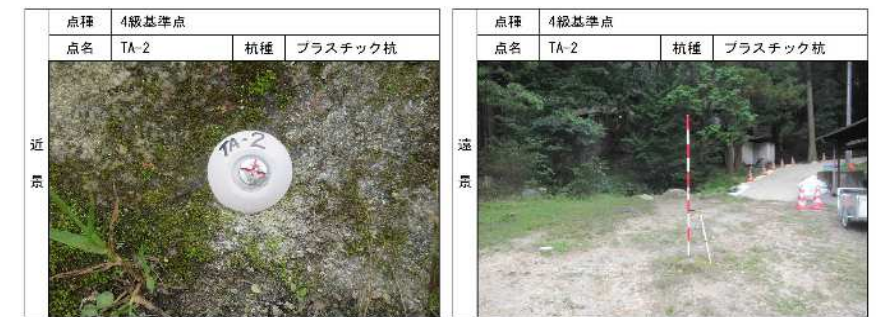 点種 4級基準点
点名 TA-2 杭種 プラスチック杭
近景
TA-2
点種 4級基準点
点名 TA-2 杭種 プラスチック杭
遠景